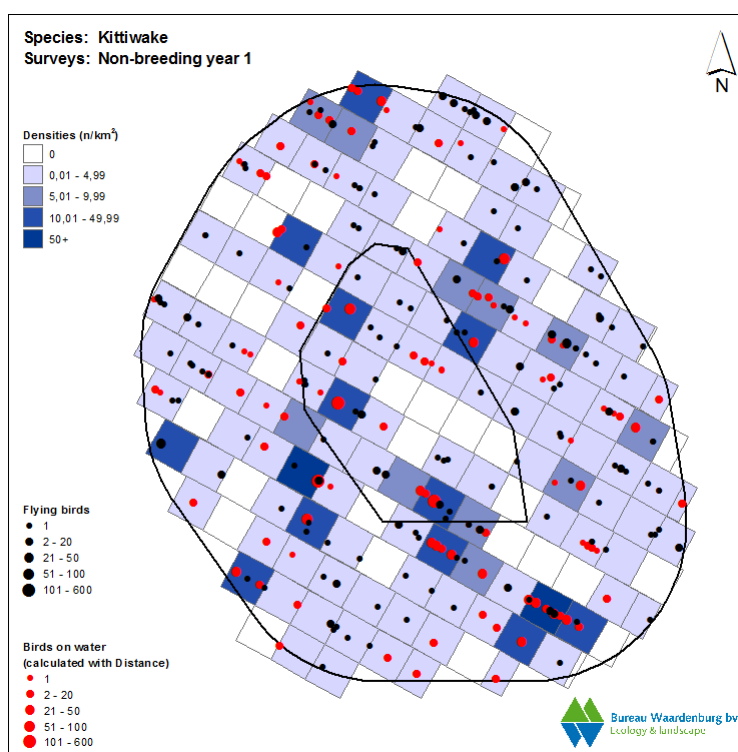 Species: Kittiwake
Surveys: Non-breeding year 1
N
Densities (n/km²)
0
0,01 - 4,99
5,01 - 9,99
10,01 - 49,99
50+
Flying birds
1
2 - 20
21 - 50
51 - 100
101 - 600
Birds on water
(calculated with Distance)
1
2 - 20
21 - 50
51 - 100
101 - 600
Bureau Waardenburg bv
Ecology & landscape